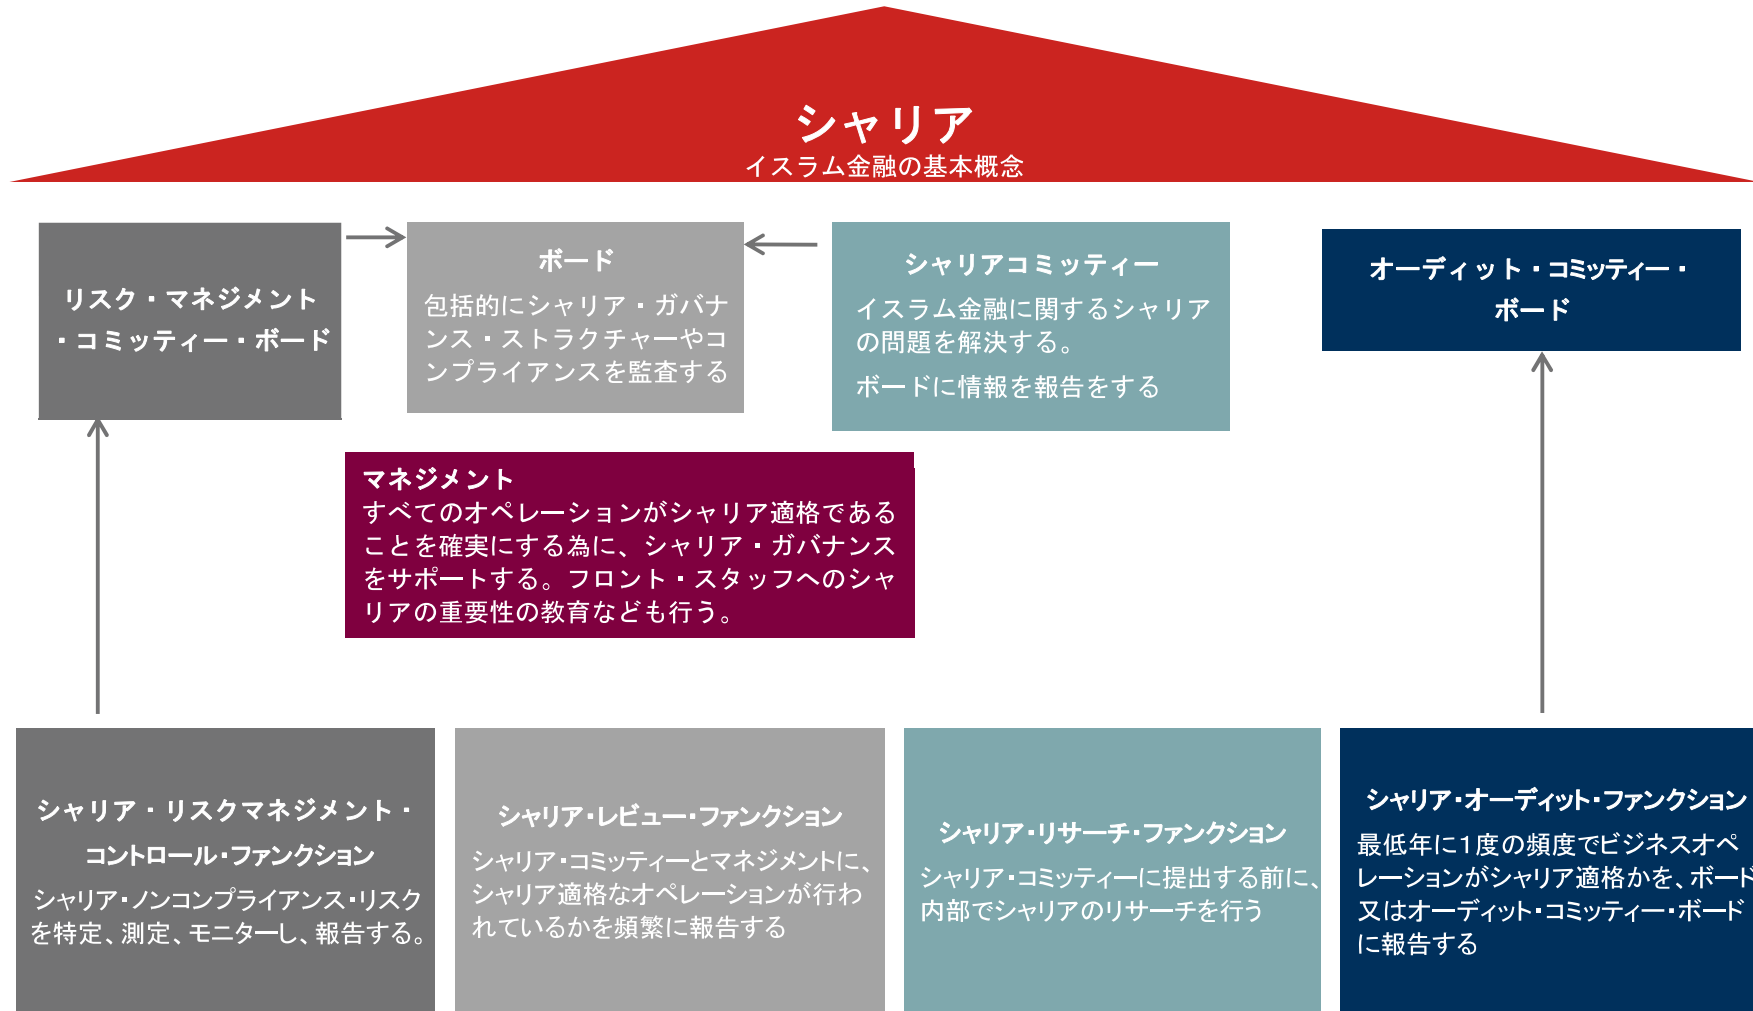 シャリア
イスラム金融の基本概念
リスク・マネジメント
・コミッティー・ボード
ボード
包括的にシャリア・ガバナ
ンス・ストラクチャーやコ
ンプライアンスを監査する
シャリアコミッティー
イスラム金融に関するシャリア
の問題を解決する。
ボードに情報を報告をする
オーディット・コミッティー・
ボード
マネジメント
すべてのオペレーションがシャリア適格である
ことを確実にする為に、シャリア・ガバナンス
をサポートする。フロント・スタッフへのシャ
リアの重要性の教育なども行う。
シャリア・リスクマネジメント・
コントロール・ファンクション
シャリア・ノンコンプライアンス・リスク
を特定、測定、モニターし、報告する。
シャリア・レビュー・ファンクション
シャリア・コミッティーとマネジメントに、
シャリア適格なオペレーションが行わ
れているかを頻繁に報告する
シャリア・リサーチ・ファンクション
シャリア・コミッティーに提出する前に、
内部でシャリアのリサーチを行う
シャリア・オーディット・ファンクション
最低年に１度の頻度でビジネスオペ
レーションがシャリア適格かを、ボード
又はオーディット・コミッティー・ボード
に報告する